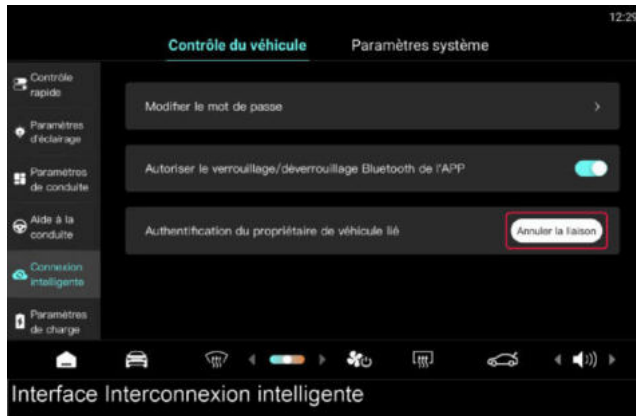 12:29
Contrôle du véhicule Paramètres système
Contrôle
rapide
Modifier le mot de passe
Paramètres
d'éclairage
Autoriser le verrouillage/déverrouillage Bluetooth de l'APP
Paramètres
de conduite
Aide à la
conduite
Authentification du propriétaire de véhicule lié Annuler la liaison
Connexion
intelligente
Paramètres
de charge
Interface Interconnexion intelligente